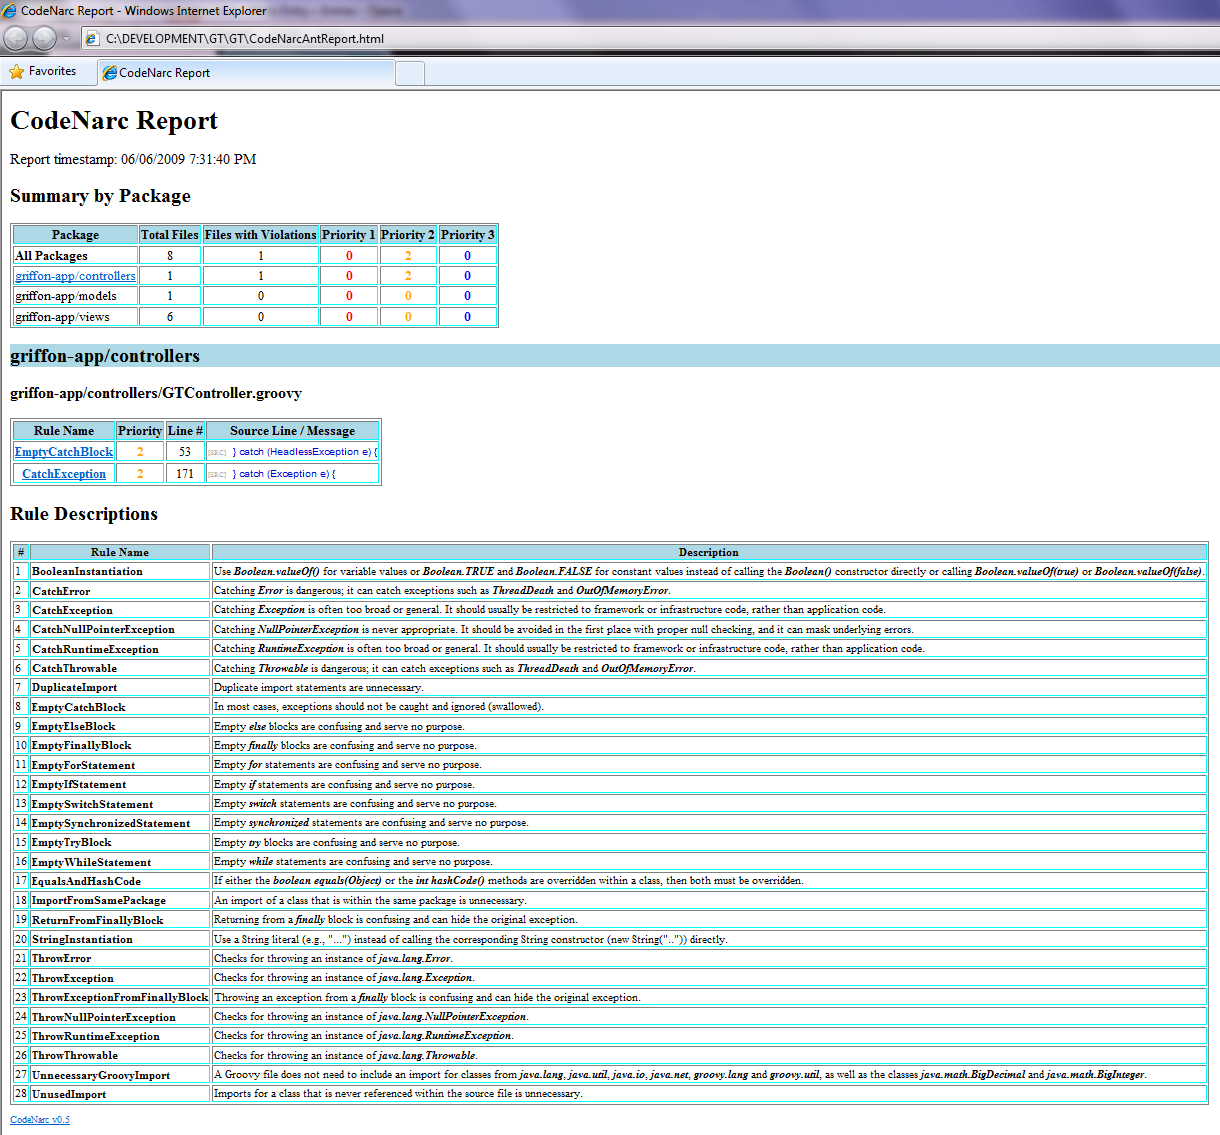 CodeNarc Report - Windows Internet Explorer
C:\DEVELOPMENT\GT\GT\CodeNarcAntReport.html
Favorites
CodeNarc Report
CodeNarc Report
Report timestamp: 06/06/2009 7:31:40 PM
Summary by Package
Package Total Files Files with Violations Priority 1 Priority 2 Priority 3
All Packages 8 1 0 2 0
griffon-app/controllers 1 1 0 2 0
griffon-app/models 1 0 0 0 0
griffon-app/views 6 0 0 0 0
griffon-app/controllers
griffon-app/controllers/GTController.groovy
Rule Name Priority Line # Source Line / Message
EmptyCatchBlock 2 53 [SRC] } catch (HeadlessException e) {
CatchException 2 171 [SRC] } catch (Exception e) {
Rule Descriptions
# Rule Name Description
1 BooleanInstantiation Use Boolean.valueOf() for variable values or Boolean.TRUE and Boolean.FALSE for constant values instead of calling the Boolean() constructor directly or calling Boolean.valueOf(true) or Boolean.valueOf(false).
2 CatchError Catching Error is dangerous; it can catch exceptions such as ThreadDeath and OutOfMemoryError.
3 CatchException Catching Exception is often too broad or general. It should usually be restricted to framework or infrastructure code, rather than application code.
4 CatchNullPointerException Catching NullPointerException is never appropriate. It should be avoided in the first place with proper null checking, and it can mask underlying errors.
5 CatchRuntimeException Catching RuntimeException is often too broad or general. It should usually be restricted to framework or infrastructure code, rather than application code.
6 CatchThrowable Catching Throwable is dangerous; it can catch exceptions such as ThreadDeath and OutOfMemoryError.
7 DuplicateImport Duplicate import statements are unnecessary.
8 EmptyCatchBlock In most cases, exceptions should not be caught and ignored (swallowed).
9 EmptyElseBlock Empty else blocks are confusing and serve no purpose.
10 EmptyFinallyBlock Empty finally blocks are confusing and serve no purpose.
11 EmptyForStatement Empty for statements are confusing and serve no purpose.
12 EmptyIfStatement Empty if statements are confusing and serve no purpose.
13 EmptySwitchStatement Empty switch statements are confusing and serve no purpose.
14 EmptySynchronizedStatement Empty synchronized statements are confusing and serve no purpose.
15 EmptyTryBlock Empty try blocks are confusing and serve no purpose.
16 EmptyWhileStatement Empty while statements are confusing and serve no purpose.
17 EqualsAndHashCode If either the boolean equals(Object) or the int hashCode() methods are overridden within a class, then both must be overridden.
18 ImportFromSamePackage An import of a class that is within the same package is unnecessary.
19 ReturnFromFinallyBlock Returning from a finally block is confusing and can hide the original exception.
20 StringInstantiation Use a String literal (e.g., "...") instead of calling the corresponding String constructor (new String("..")) directly.
21 ThrowError Checks for throwing an instance of java.lang.Error.
22 ThrowException Checks for throwing an instance of java.lang.Exception.
23 ThrowExceptionFromFinallyBlock Throwing an exception from a finally block is confusing and can hide the original exception.
24 ThrowNullPointerException Checks for throwing an instance of java.lang.NullPointerException.
25 ThrowRuntimeException Checks for throwing an instance of java.lang.RuntimeException.
26 ThrowThrowable Checks for throwing an instance of java.lang.Throwable.
27 UnnecessaryGroovyImport A Groovy file does not need to include an import for classes from java.lang, java.util, java.io, java.net, groovy.lang and groovy.util, as well as the classes java.math.BigDecimal and java.math.BigInteger.
28 UnusedImport Imports for a class that is never referenced within the source file is unnecessary.
CodeNarc v0.5